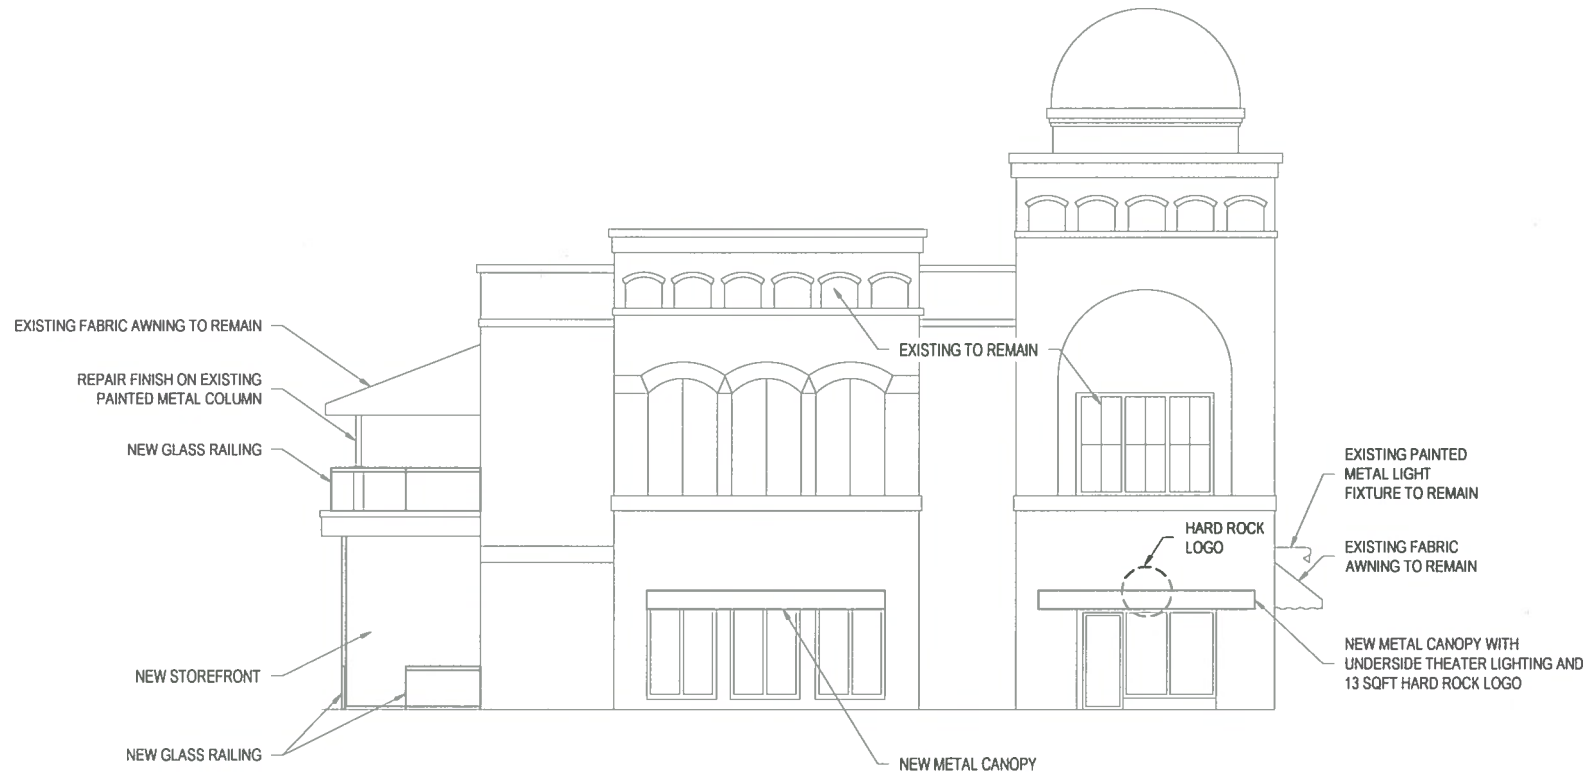 EXISTING FABRIC AWNING TO REMAIN
REPAIR FINISH ON EXISTING
PAINTED METAL COLUMN
NEW GLASS RAILING
NEW STOREFRONT
NEW GLASS RAILING
EXISTING TO REMAIN
NEW METAL CANOPY
HARD ROCK
LOGO
EXISTING PAINTED
METAL LIGHT
FIXTURE TO REMAIN
EXISTING FABRIC
AWNING TO REMAIN
NEW METAL CANOPY WITH
UNDERSIDE THEATER LIGHTING AND
13 SQFT HARD ROCK LOGO